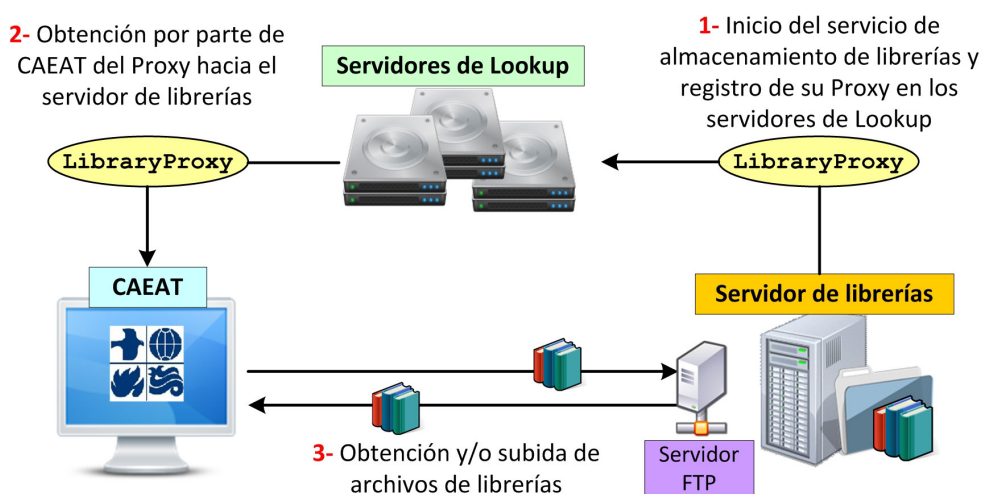 2- Obtención por parte de
CAEAT del Proxy hacia el
servidor de librerías
Servidores de Lookup
1- Inicio del servicio de
almacenamiento de librerías y
registro de su Proxy en los
servidores de Lookup
LibraryProxy
LibraryProxy
CAEAT
Servidor de librerías
3- Obtención y/o subida de
archivos de librerías
Servidor
FTP